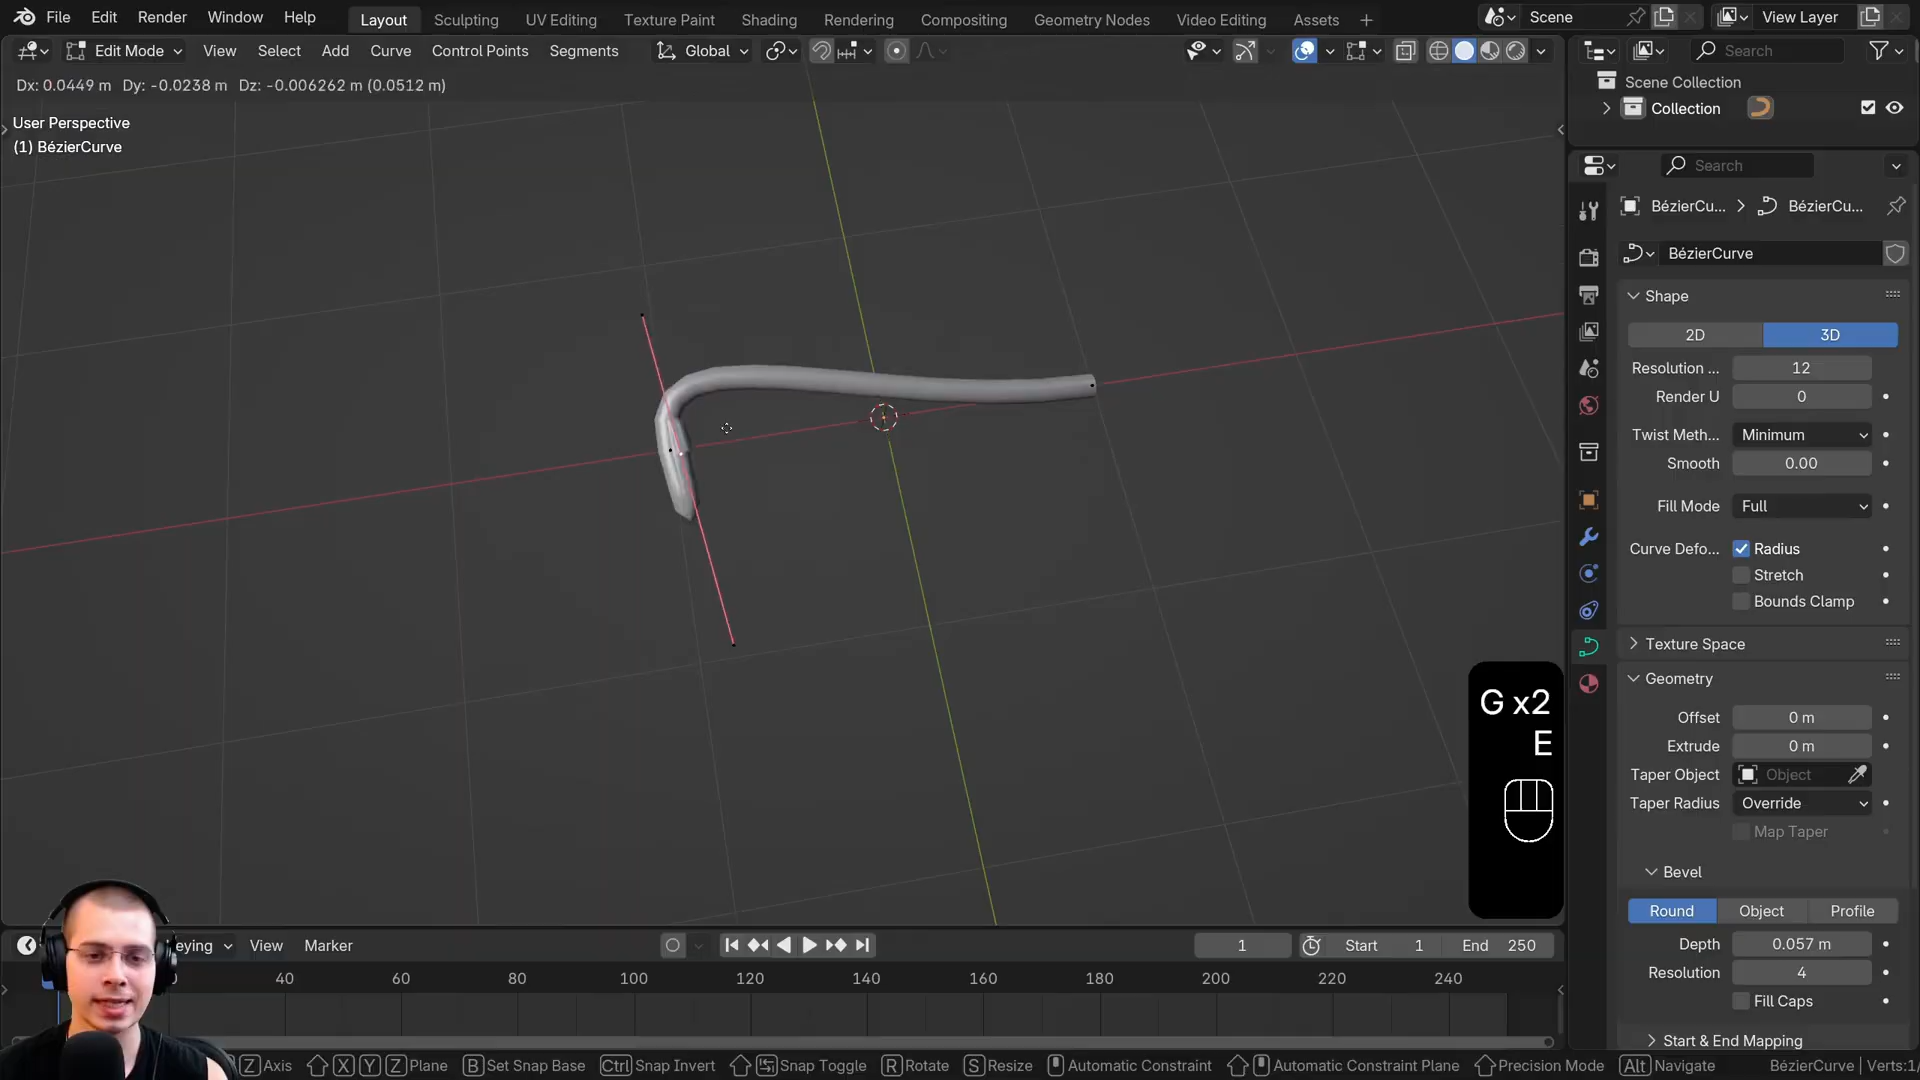 File Edit Render Window Help Layout Sculpting UV Editing Texture Paint Shading Rendering Compositing Geometry Nodes Video Editing Assets + Scene View Layer
Edit Mode View Select Add Curve Control Points Segments Global Search
Dx: 0.0449 m Dy: -0.0238 m Dz: -0.006262 m (0.0512 m)
Scene Collection
Collection
User Perspective
(1) BézierCurve
Search
BézierCu... > BézierCu...
BézierCurve
Shape
2D 3D
Resolution ... 12
Render U 0
Twist Meth... Minimum
Smooth 0.00
Fill Mode Full
Curve Defo... Radius
Stretch
Bounds Clamp
Texture Space
Geometry
Offset 0 m
Extrude 0 m
Taper Object Object
Taper Radius Override
Map Taper
Bevel
Round Object Profile
Depth 0.057 m
Resolution 4
Fill Caps
Start & End Mapping
G x2
E
eying View Marker 1 Start 1 End 250
40 60 80 100 120 140 160 180 200 220 240
Z Axis X Y Z Plane B Set Snap Base Ctrl Snap Invert Snap Toggle R Rotate S Resize Automatic Constraint Automatic Constraint Plane Precision Mode Alt Navigate BézierCurve | Verts:1/